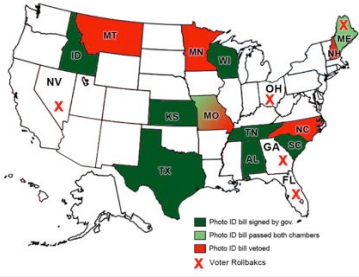 MT
ME
ID
MN
WI
NH
NV
OH
KS
MO
TN
NC
SC
TX
AL
GA
FL
Photo ID bill signed by gov.
Photo ID bill passed both chambers
Photo ID bill vetoed
X Voter Rollbakcs